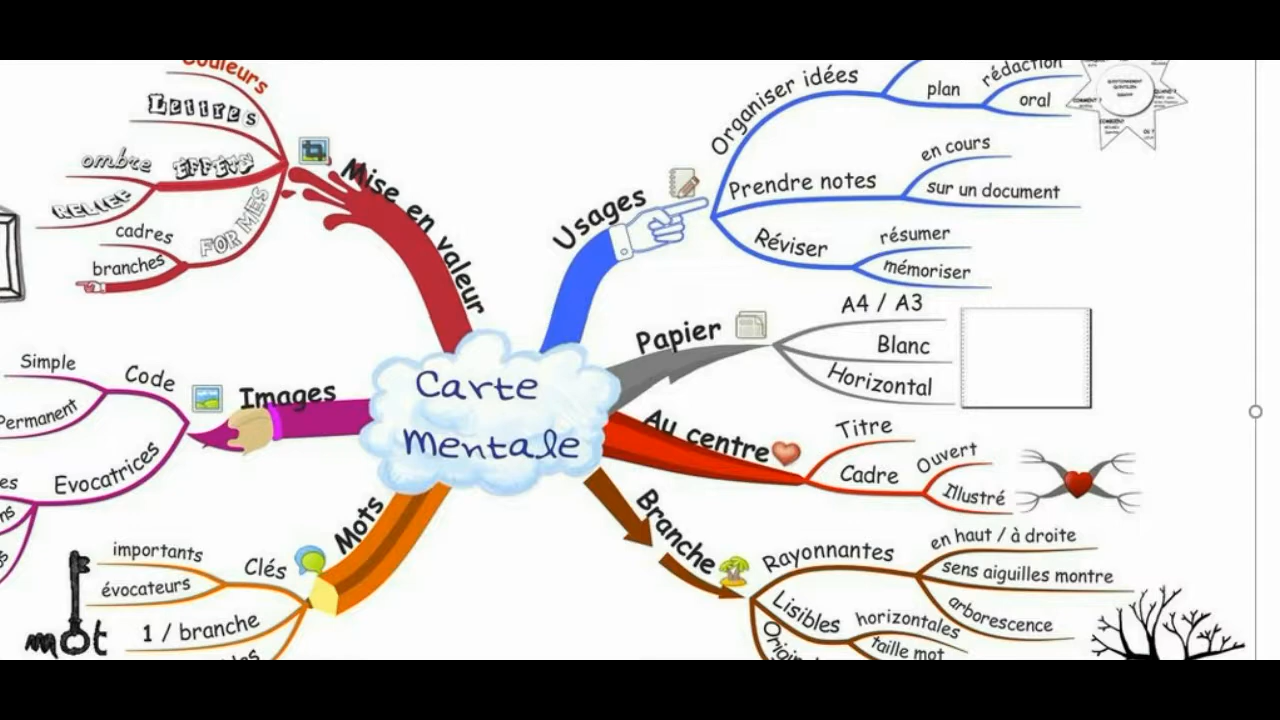 Carte
Mentale
Usages
Organiser idées
plan
rédaction
oral
Prendre notes
en cours
sur un document
Réviser
résumer
mémoriser
Papier
A4 / A3
Blanc
Horizontal
Au centre
Titre
Cadre
Ouvert
Illustré
Branche
Rayonnantes
en haut / à droite
sens aiguilles montre
arborescence
Lisibles
horizontales
taille mot
Mots
Clés
importants
évocateurs
1 / branche
mot
Images
Code
Simple
Permanent
Evocatrices
Mise en valeur
Couleurs
Lettres
EFFETS
ombre
RELIEF
FORMES
cadres
branches